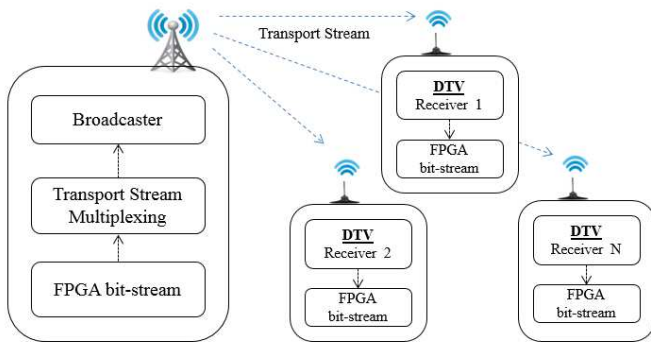 Transport Stream
Broadcaster
Transport Stream
Multiplexing
FPGA bit-stream
DTV
Receiver 1
FPGA
bit-stream
DTV
Receiver 2
FPGA
bit-stream
DTV
Receiver N
FPGA
bit-stream